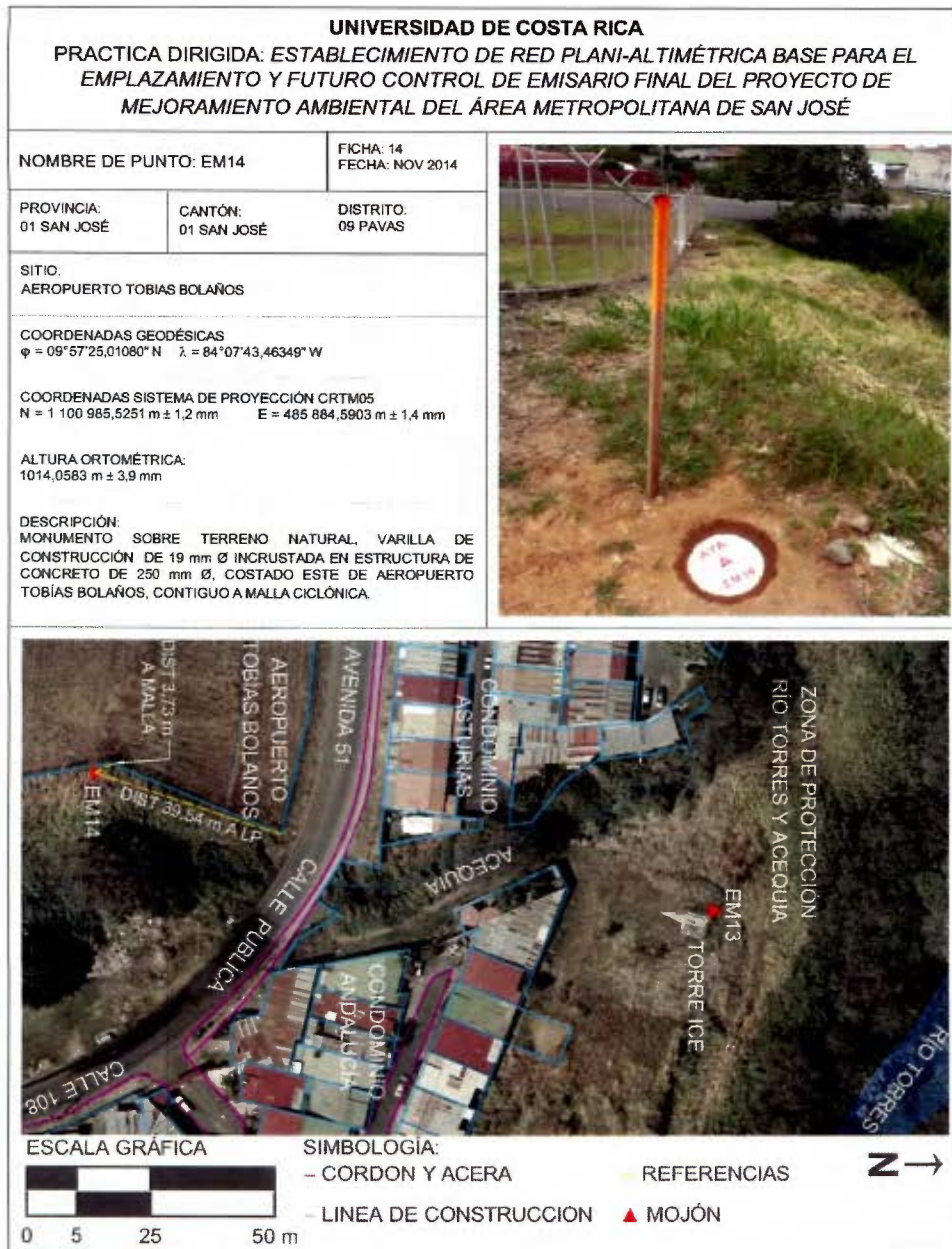 UNIVERSIDAD DE COSTA RICA
PRACTICA DIRIGIDA: ESTABLECIMIENTO DE RED PLANI-ALTIMÉTRICA BASE PARA EL
EMPLAZAMIENTO Y FUTURO CONTROL DE EMISARIO FINAL DEL PROYECTO DE
MEJORAMIENTO AMBIENTAL DEL ÁREA METROPOLITANA DE SAN JOSÉ
NOMBRE DE PUNTO: EM14
FICHA: 14
FECHA: NOV 2014
PROVINCIA:
01 SAN JOSÉ
CANTÓN:
01 SAN JOSÉ
DISTRITO:
09 PAVAS
SITIO:
AEROPUERTO TOBIAS BOLAÑOS
COORDENADAS GEODÉSICAS
φ = 09°57'25,01080" N λ = 84°07'43,46349" W
COORDENADAS SISTEMA DE PROYECCIÓN CRTM05
N = 1 100 985,5251 m ± 1,2 mm E = 485 884,5903 m ± 1,4 mm
ALTURA ORTOMÉTRICA:
1014,0583 m ± 3,9 mm
DESCRIPCIÓN:
MONUMENTO SOBRE TERRENO NATURAL, VARILLA DE
CONSTRUCCIÓN DE 19 mm Ø INCRUSTADA EN ESTRUCTURA DE
CONCRETO DE 250 mm Ø, COSTADO ESTE DE AEROPUERTO
TOBÍAS BOLAÑOS, CONTIGUO A MALLA CICLÓNICA.
AYA
EM14
DIST 3.73 m
A MALLA
AEROPUERTO
TOBIAS BOLAÑOS
AVENIDA 51
CONDOMINIO
ASTURIAS
ZONA DE PROTECCIÓN
RÍO TORRES Y ACEQUIA
EM14
DIST 39.54 m A LP
ACEQUIA
CALLE PUBLICA
EM13
TORRE ICE
CONDOMINIO
ANDALUCIA
CALLE 108
RÍO TORRES
ESCALA GRÁFICA
0 5 25 50 m
SIMBOLOGÍA:
CORDON Y ACERA
REFERENCIAS
LINEA DE CONSTRUCCION
MOJÓN
N